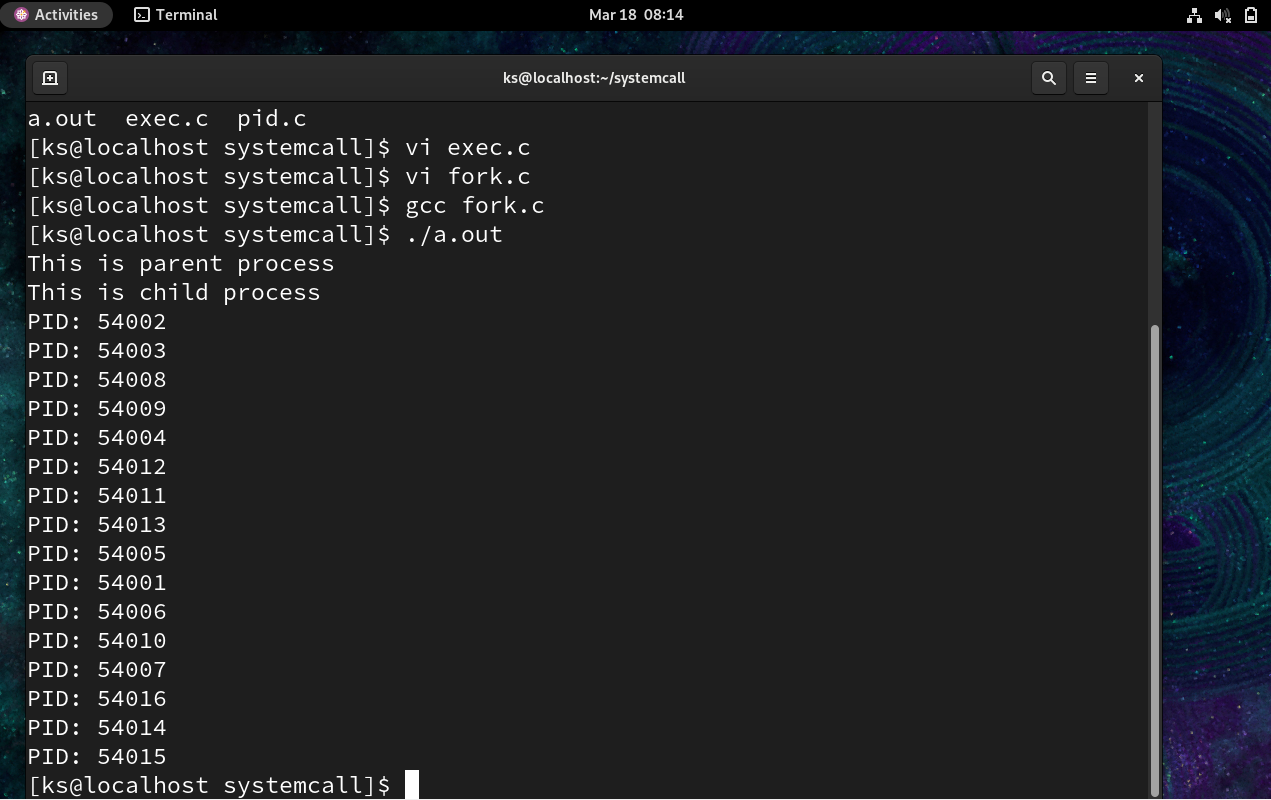 Activities Terminal Mar 18 08:14
ks@localhost:~/systemcall
a.out exec.c pid.c
[ks@localhost systemcall]$ vi exec.c
[ks@localhost systemcall]$ vi fork.c
[ks@localhost systemcall]$ gcc fork.c
[ks@localhost systemcall]$ ./a.out
This is parent process
This is child process
PID: 54002
PID: 54003
PID: 54008
PID: 54009
PID: 54004
PID: 54012
PID: 54011
PID: 54013
PID: 54005
PID: 54001
PID: 54006
PID: 54010
PID: 54007
PID: 54016
PID: 54014
PID: 54015
[ks@localhost systemcall]$